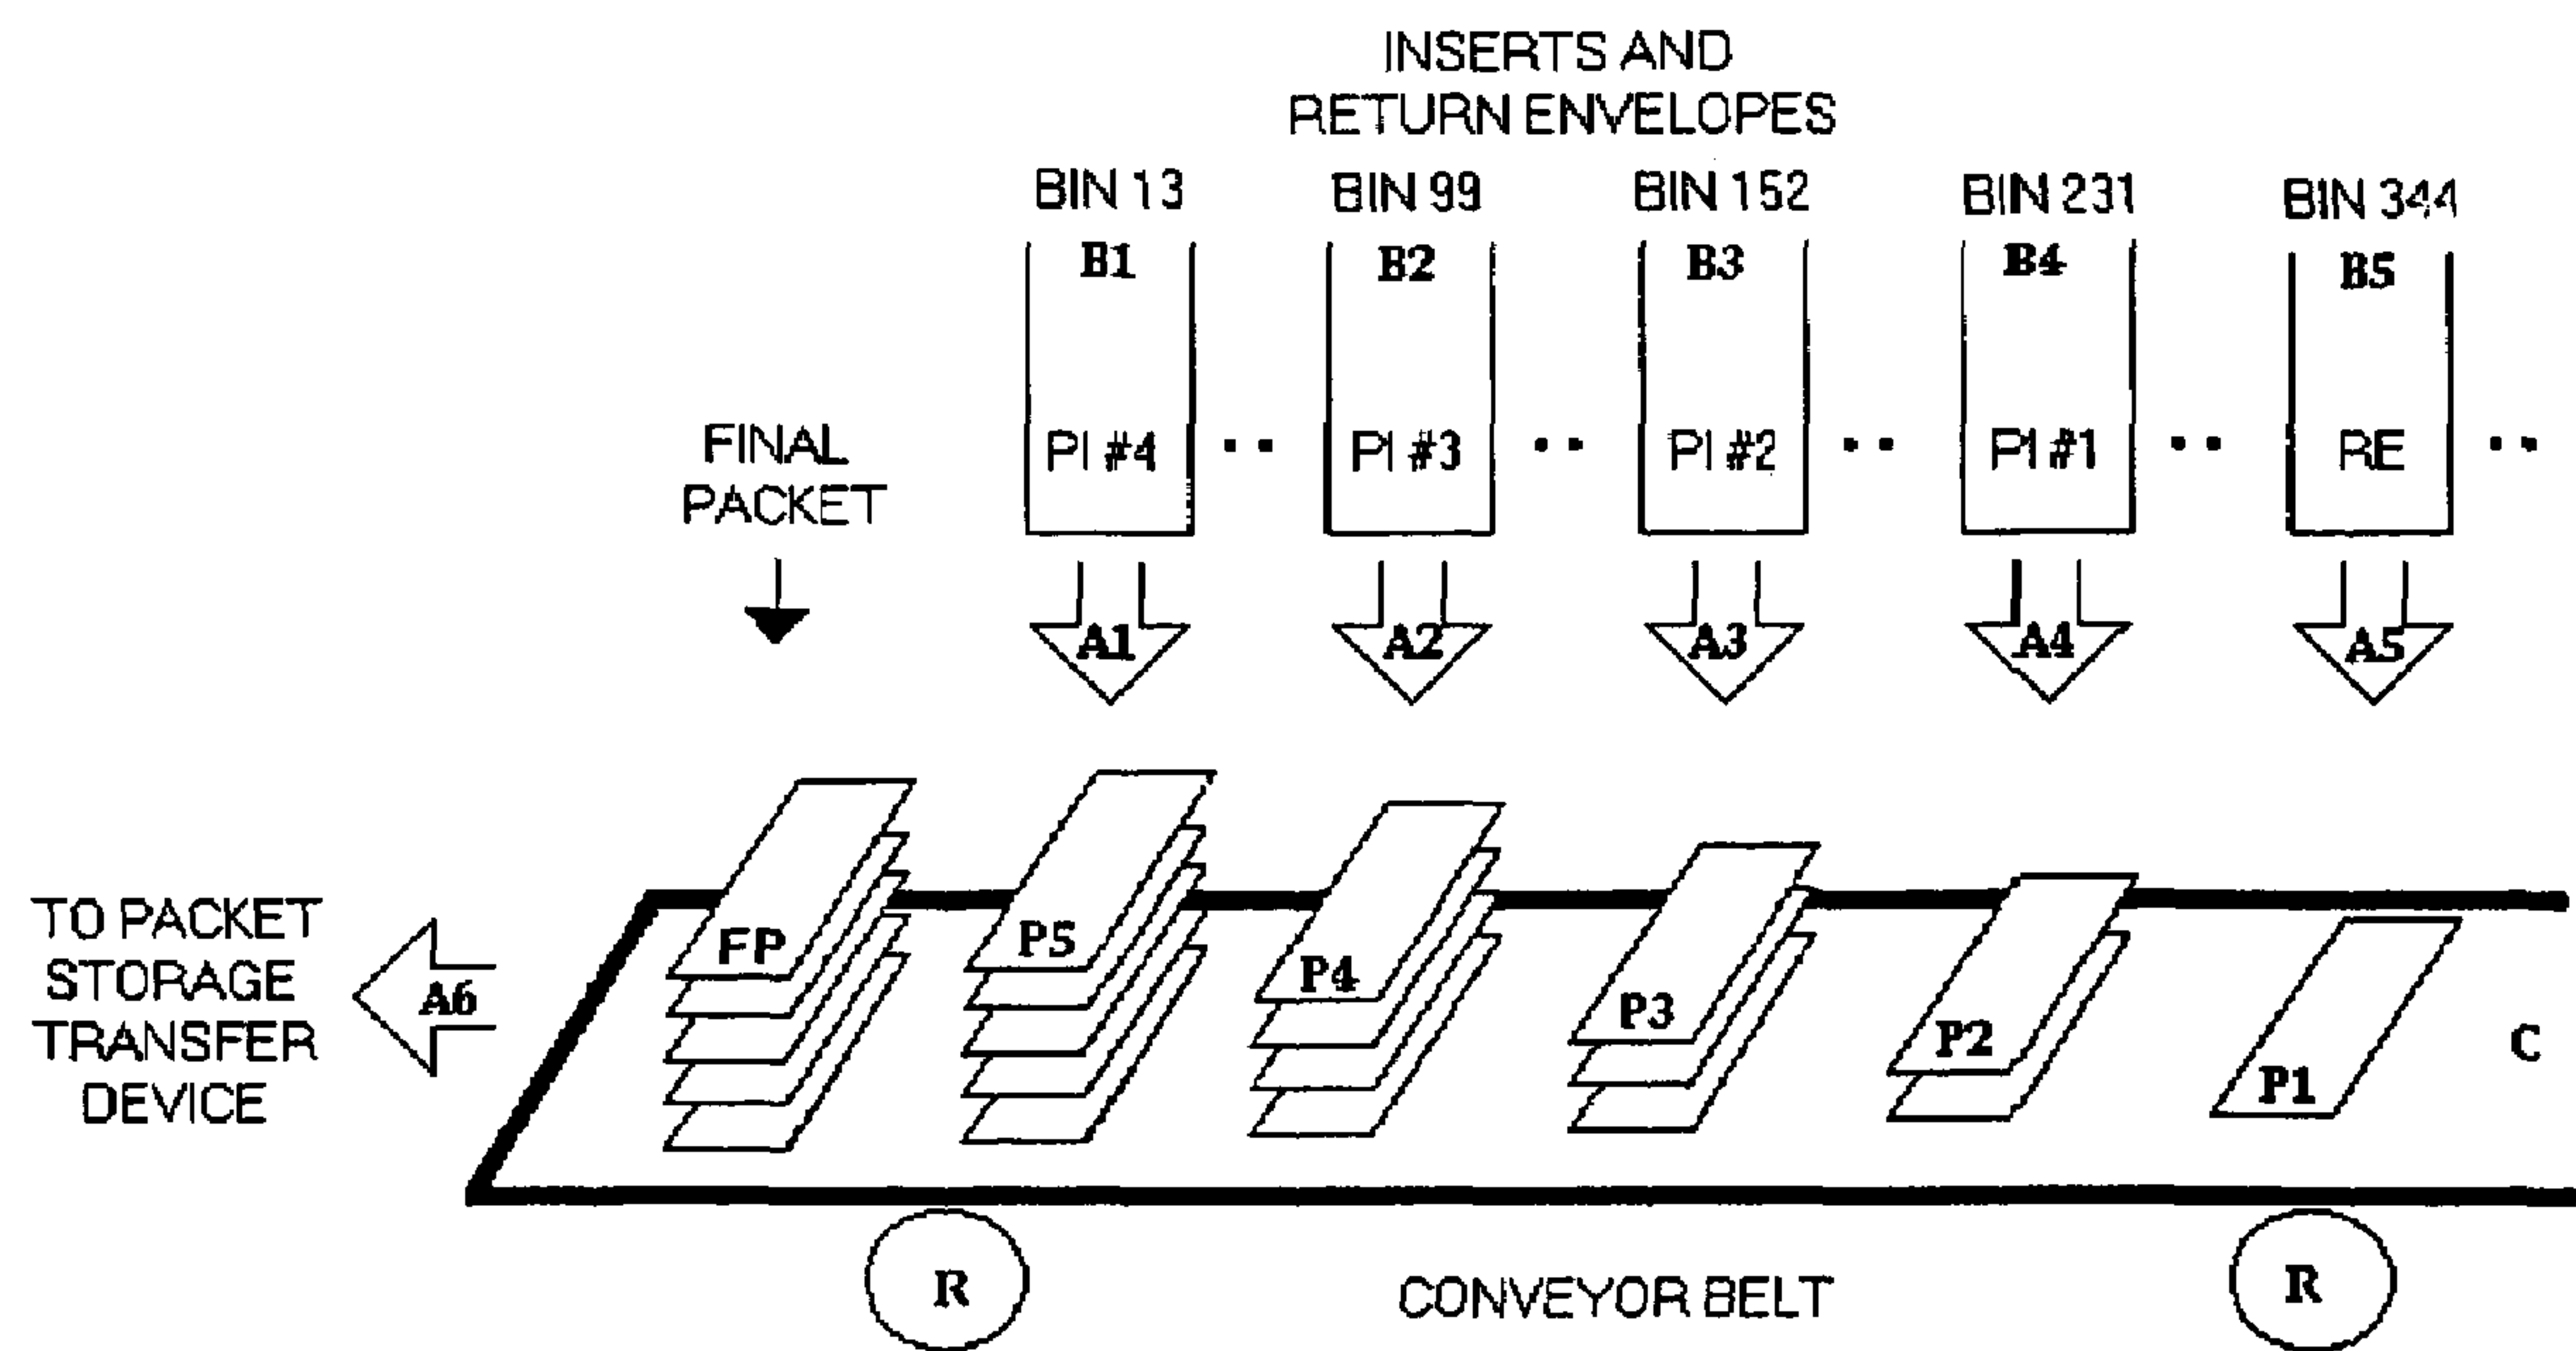 INSERTS AND
RETURN ENVELOPES
BIN 13 BIN 99 BIN 152 BIN 231 BIN 344
B1 B2 B3 B4 B5
FINAL
PACKET
PI #4 .. PI #3 .. PI #2 .. PI #1 .. RE ..
A1 A2 A3 A4 A5
TO PACKET
STORAGE
TRANSFER
DEVICE
A6
FP P5 P4 P3 P2 P1 C
R R
CONVEYOR BELT